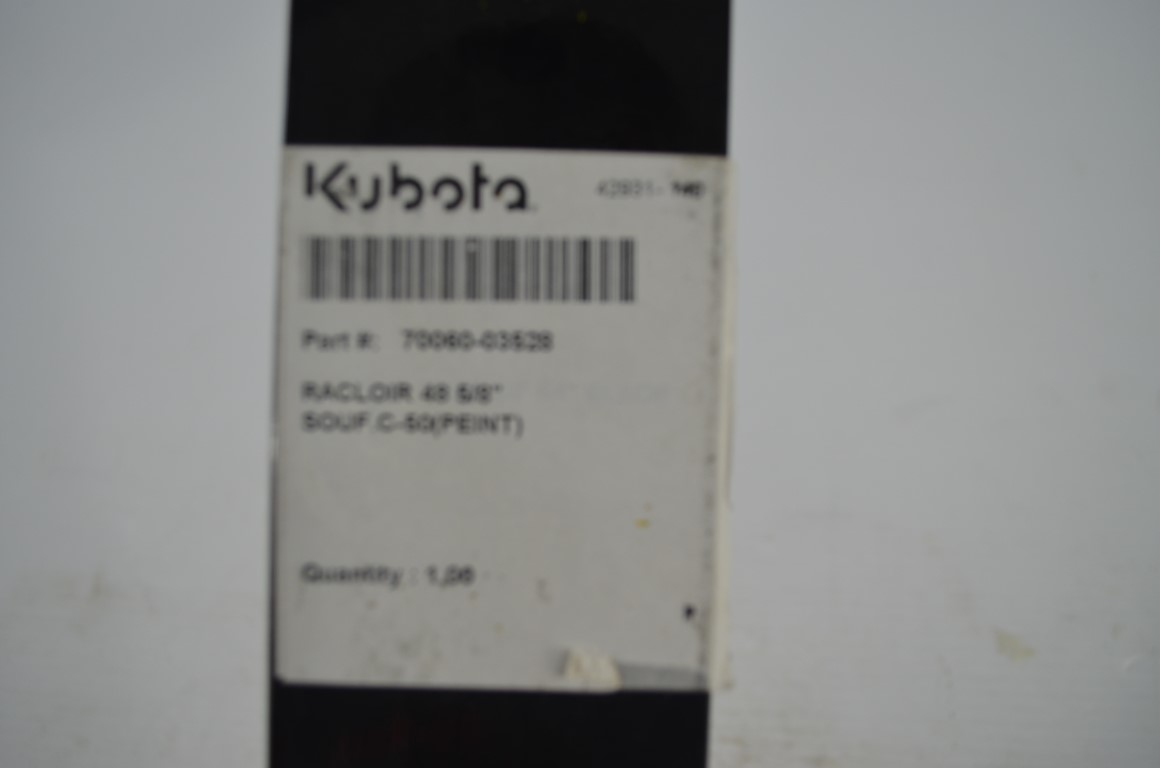 Kubota
Part #: 70060-03528
RACLOIR 48 5/8"
SOUF.C-50(PEINT)
Quantity : 1,00